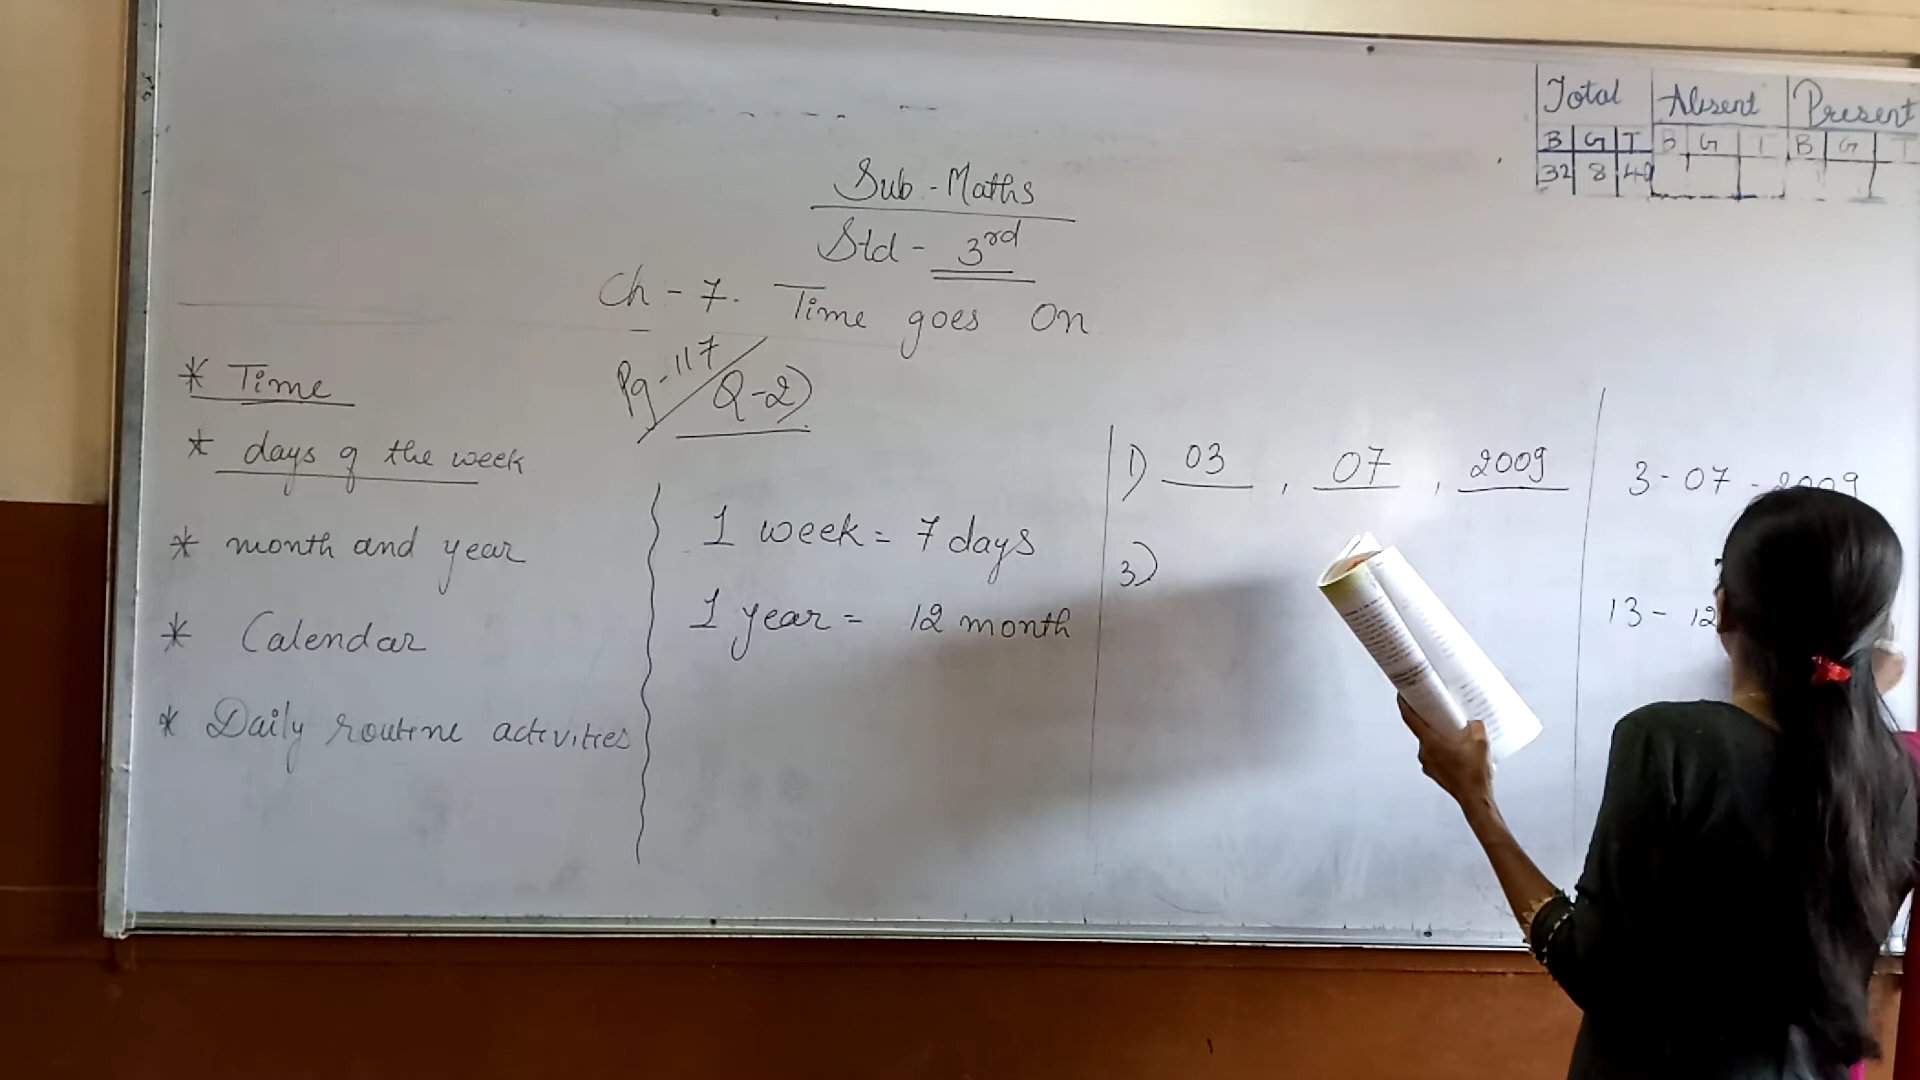 Total Absent Present
B G T B G T B G T
32 8 40
Sub - Maths
Std - 3rd
Ch - 7. Time goes On
Pg - 117 / Q-2)
* Time
* days of the week
* month and year
* Calendar
* Daily routine activities
1 week = 7 days
1 year = 12 month
1) 03 , 07 , 2009
3)
3 - 07 - 2009
13 - 12